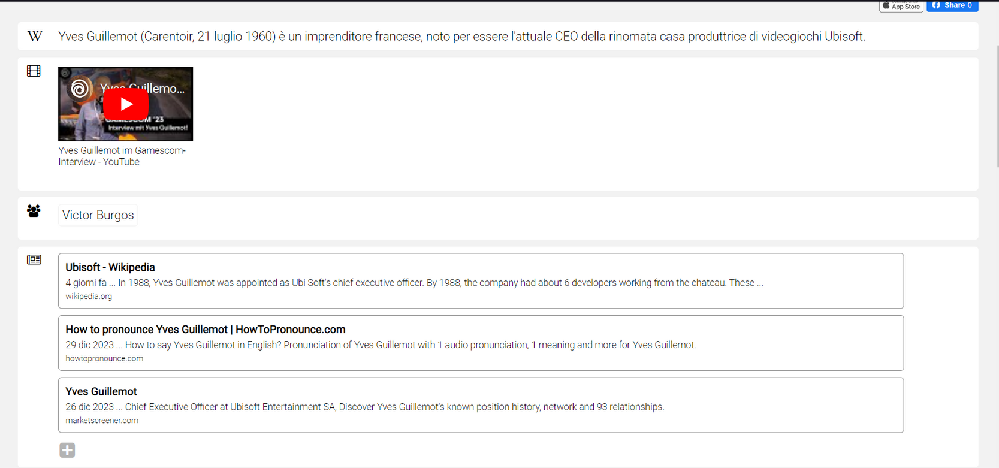 App Store
Share 0
W
Yves Guillemot (Carentoir, 21 luglio 1960) è un imprenditore francese, noto per essere l'attuale CEO della rinomata casa produttrice di videogiochi Ubisoft.
Yves Guillemo...
GAMESCOM '23
Interview mit Yves Guillemot!
Yves Guillemot im Gamescom-
Interview - YouTube
Victor Burgos
Ubisoft - Wikipedia
4 giorni fa ... In 1988, Yves Guillemot was appointed as Ubi Soft's chief executive officer. By 1988, the company had about 6 developers working from the chateau. These ...
wikipedia.org
How to pronounce Yves Guillemot | HowToPronounce.com
29 dic 2023 ... How to say Yves Guillemot in English? Pronunciation of Yves Guillemot with 1 audio pronunciation, 1 meaning and more for Yves Guillemot.
howtopronounce.com
Yves Guillemot
26 dic 2023 ... Chief Executive Officer at Ubisoft Entertainment SA, Discover Yves Guillemot's known position history, network and 93 relationships.
marketscreener.com